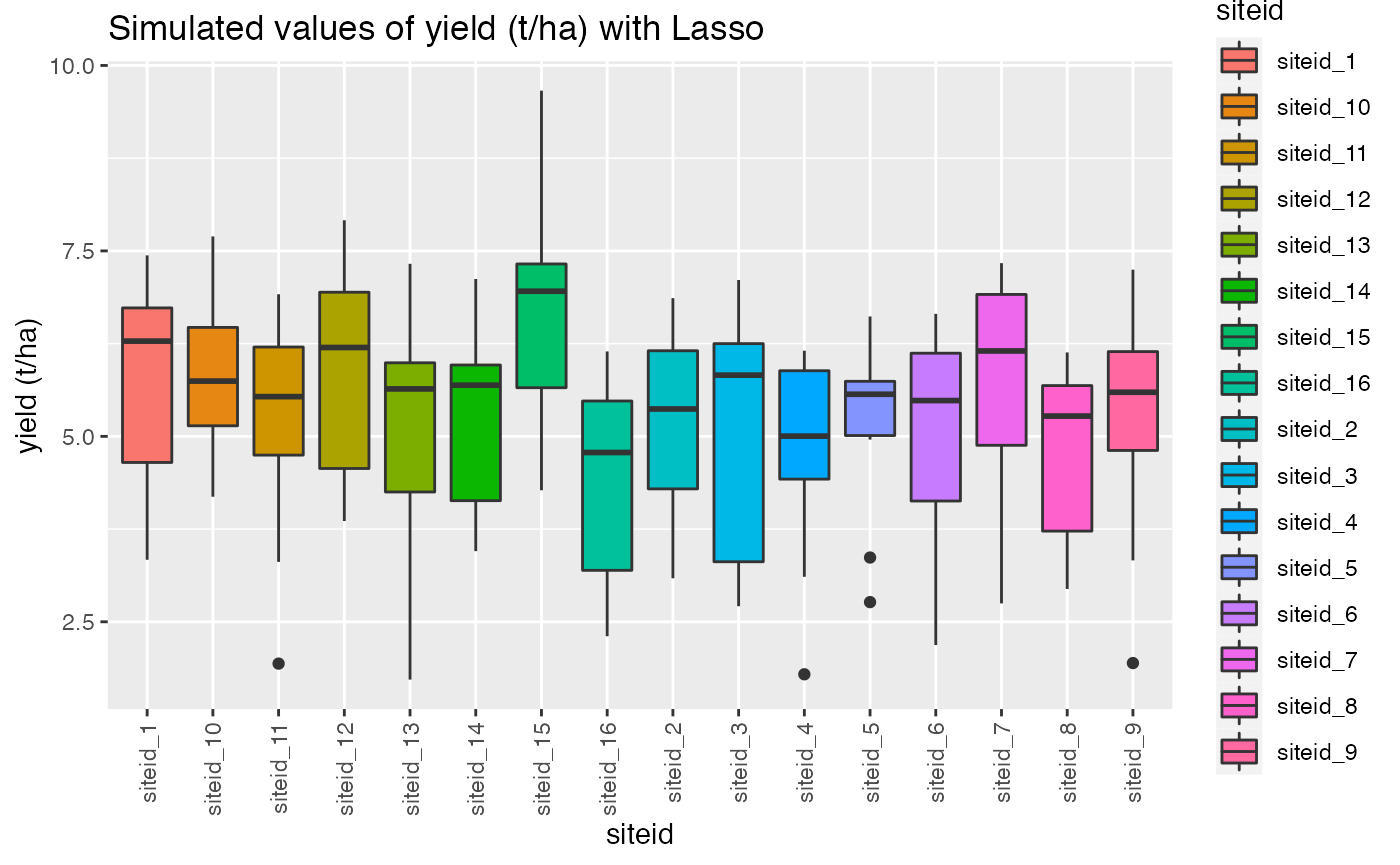 Simulated values of yield (t/ha) with Lasso
yield (t/ha)
10.0
7.5
5.0
2.5
siteid_1
siteid_10
siteid_11
siteid_12
siteid_13
siteid_14
siteid_15
siteid_16
siteid_2
siteid_3
siteid_4
siteid_5
siteid_6
siteid_7
siteid_8
siteid_9
siteid
siteid
siteid_1
siteid_10
siteid_11
siteid_12
siteid_13
siteid_14
siteid_15
siteid_16
siteid_2
siteid_3
siteid_4
siteid_5
siteid_6
siteid_7
siteid_8
siteid_9